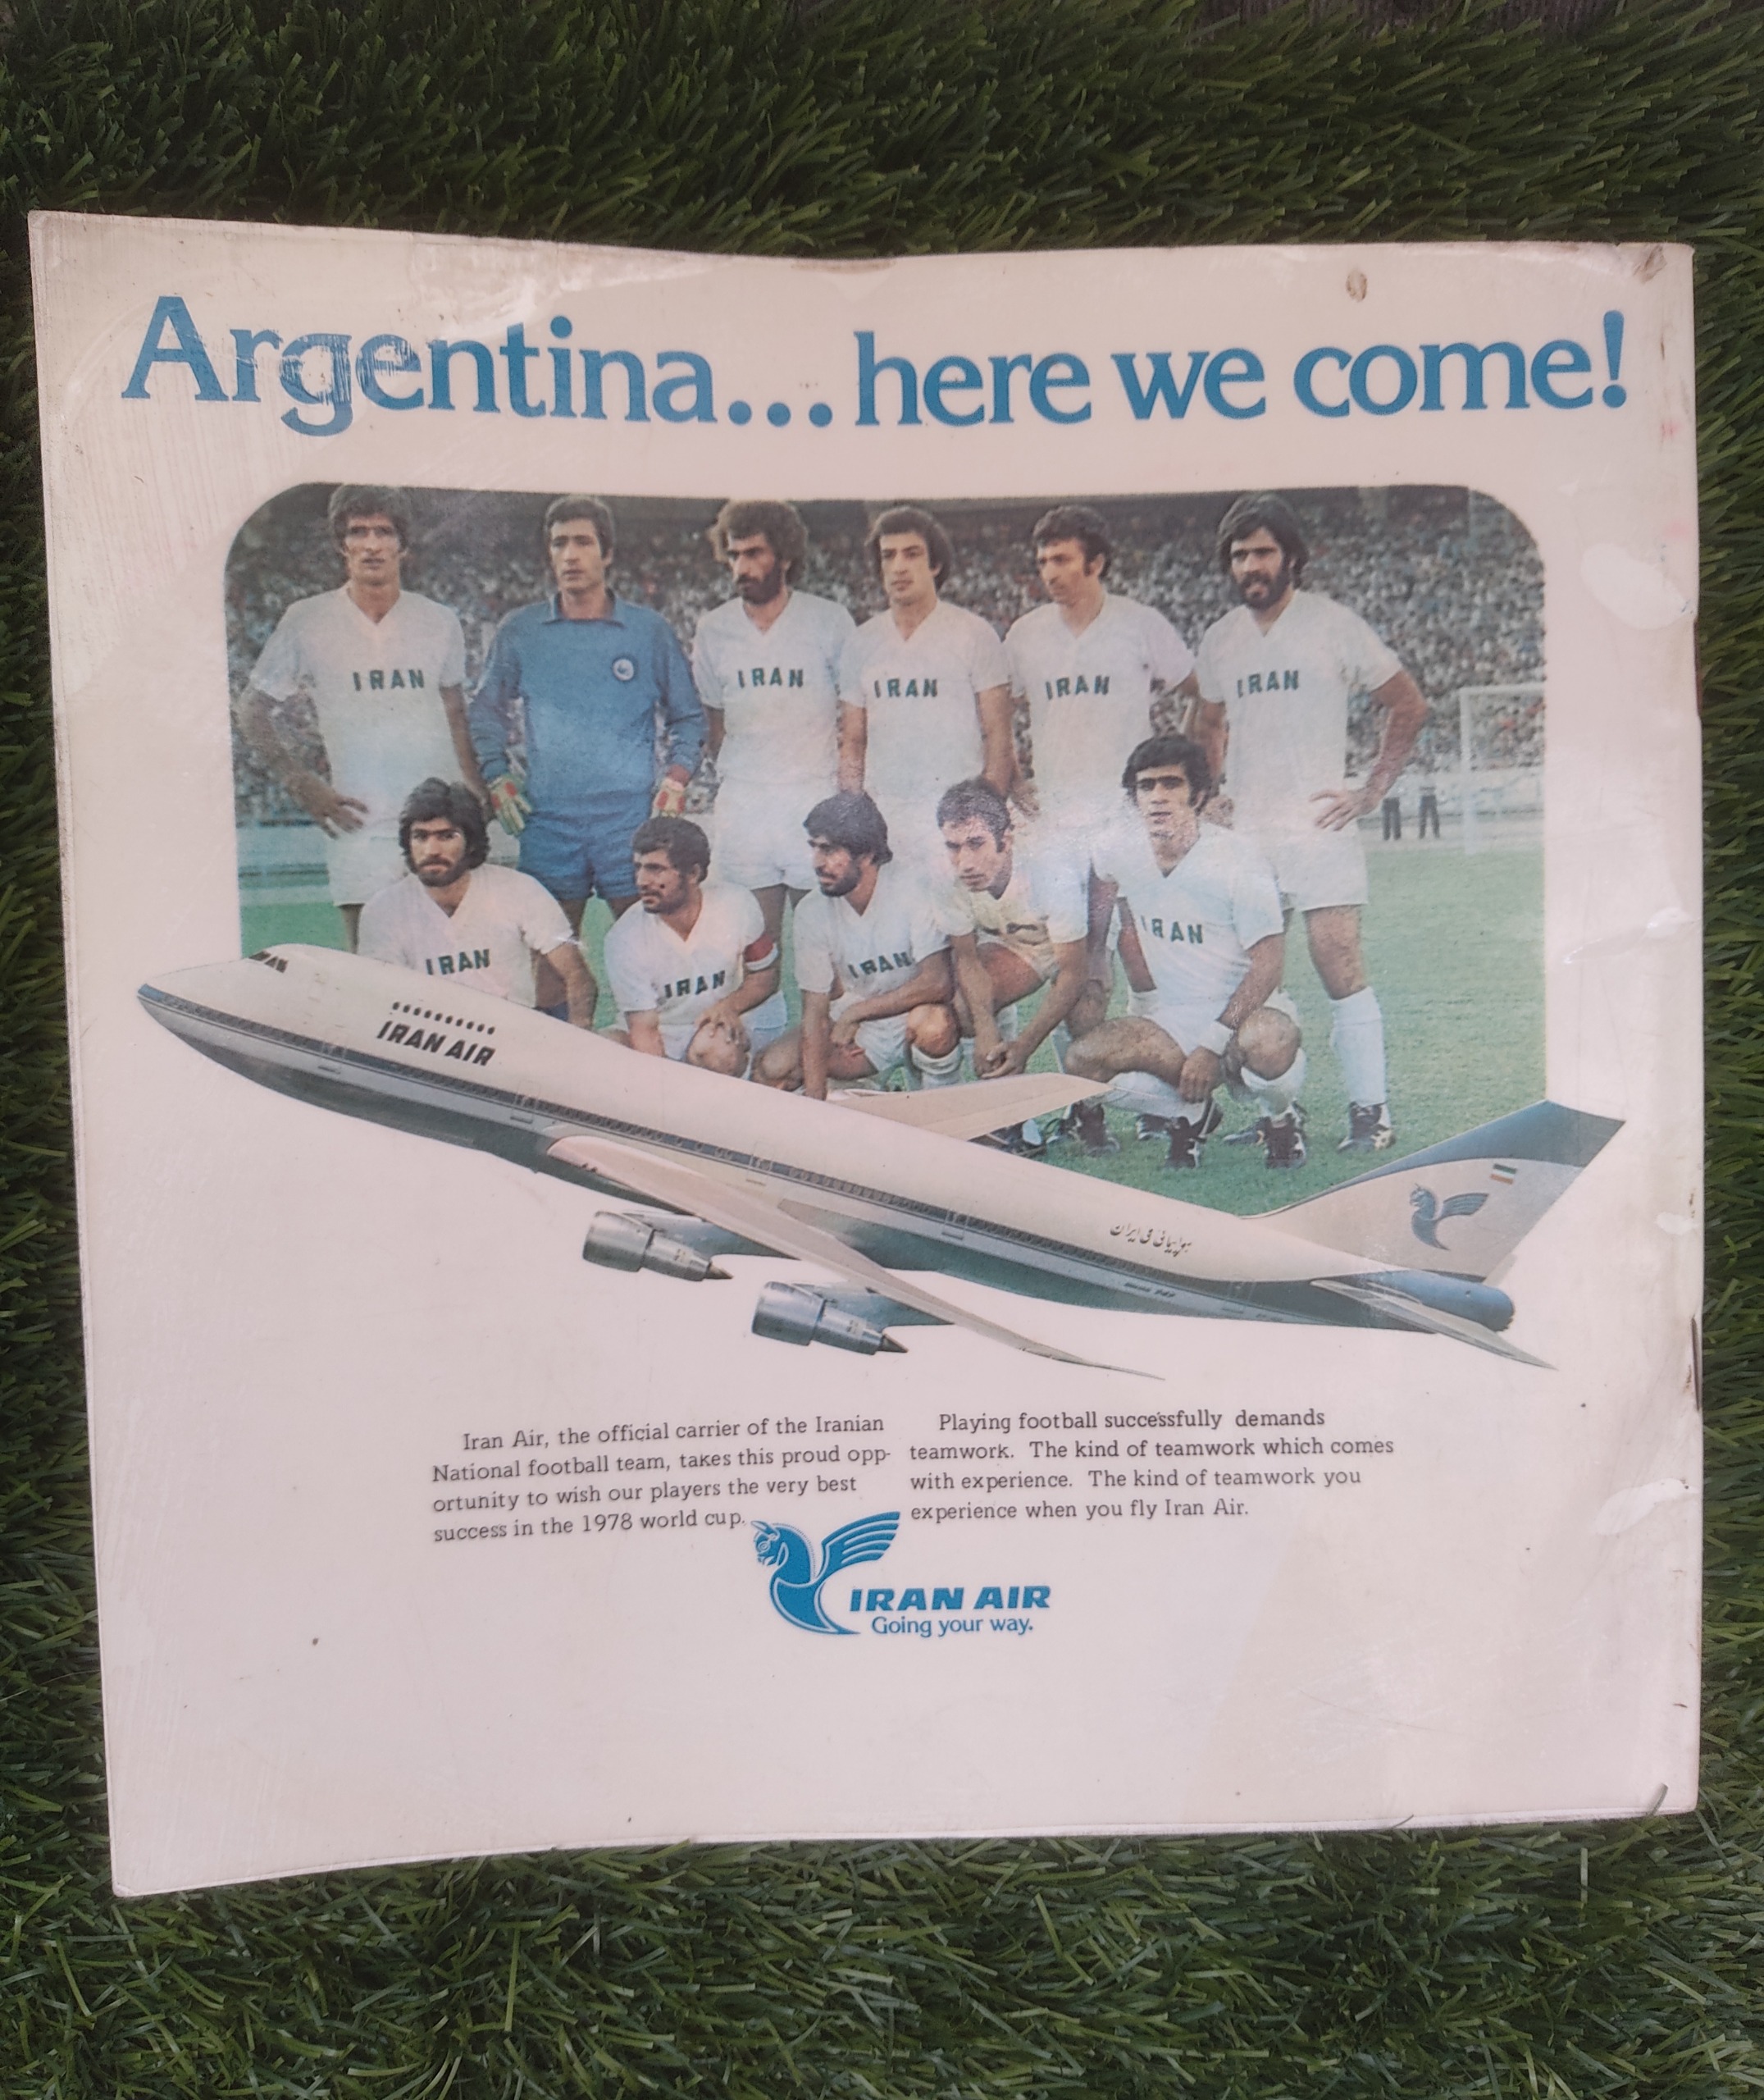 Argentina... here we come!
IRAN
IRAN
IRAN
IRAN
IRAN
IRAN
IRAN
IRAN
IRAN
IRAN AIR
هواپیمائی ملی ایران
Iran Air, the official carrier of the Iranian
National football team, takes this proud opp-
ortunity to wish our players the very best
success in the 1978 world cup.
Playing football successfully demands
teamwork. The kind of teamwork which comes
with experience. The kind of teamwork you
experience when you fly Iran Air.
IRAN AIR
Going your way.